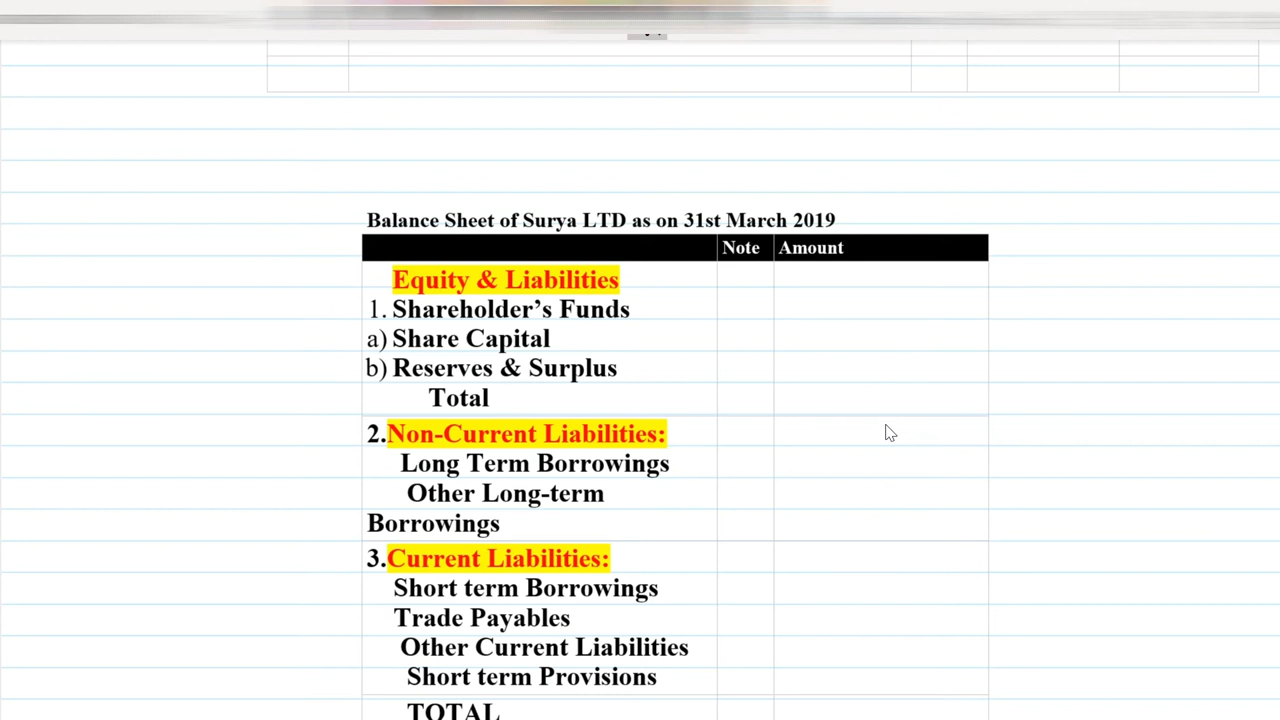 Balance Sheet of Surya LTD as on 31st March 2019
Note Amount
Equity & Liabilities
1. Shareholder’s Funds
a) Share Capital
b) Reserves & Surplus
Total
2.Non-Current Liabilities:
Long Term Borrowings
Other Long-term
Borrowings
3.Current Liabilities:
Short term Borrowings
Trade Payables
Other Current Liabilities
Short term Provisions
TOTAL